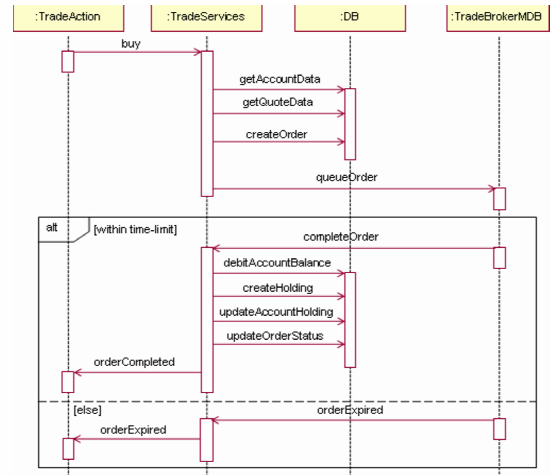 :TradeAction :TradeServices :DB :TradeBrokerMDB
buy
getAccountData
getQuoteData
createOrder
queueOrder
alt [within time-limit]
completeOrder
debitAccountBalance
createHolding
updateAccountHolding
updateOrderStatus
orderCompleted
[else] orderExpired
orderExpired